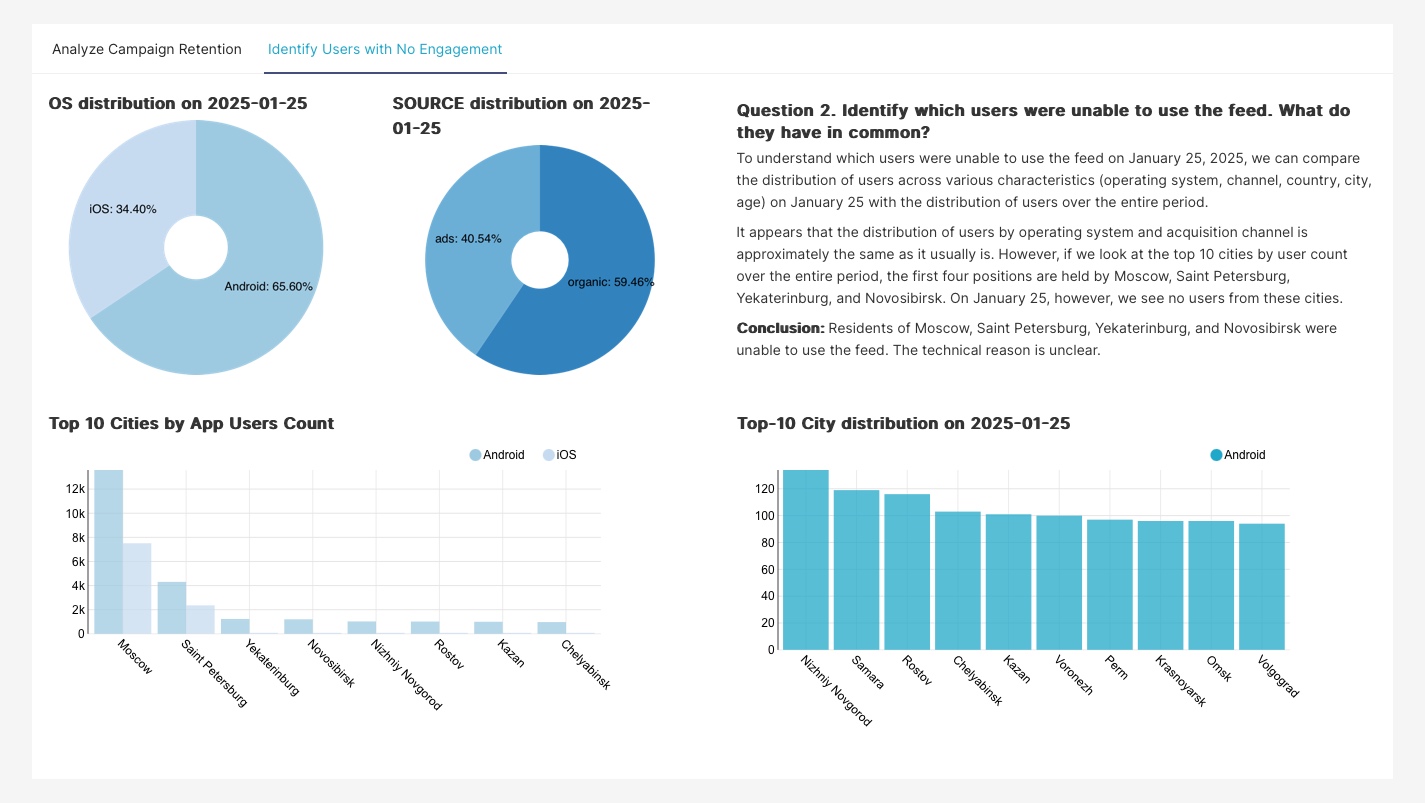 Analyze Campaign Retention
Identify Users with No Engagement
OS distribution on 2025-01-25
iOS: 34.40%
Android: 65.60%
SOURCE distribution on 2025-
01-25
ads: 40.54%
organic: 59.46%
Question 2. Identify which users were unable to use the feed. What do
they have in common?
To understand which users were unable to use the feed on January 25, 2025, we can compare
the distribution of users across various characteristics (operating system, channel, country, city,
age) on January 25 with the distribution of users over the entire period.
It appears that the distribution of users by operating system and acquisition channel is
approximately the same as it usually is. However, if we look at the top 10 cities by user count
over the entire period, the first four positions are held by Moscow, Saint Petersburg,
Yekaterinburg, and Novosibirsk. On January 25, however, we see no users from these cities.
Conclusion: Residents of Moscow, Saint Petersburg, Yekaterinburg, and Novosibirsk were
unable to use the feed. The technical reason is unclear.
Top 10 Cities by App Users Count
Android
iOS
12k
10k
8k
6k
4k
2k
0
Moscow
Saint Petersburg
Yekaterinburg
Novosibirsk
Nizhniy Novgorod
Rostov
Kazan
Chelyabinsk
Top-10 City distribution on 2025-01-25
Android
120
100
80
60
40
20
0
Nizhniy Novgorod
Samara
Rostov
Chelyabinsk
Kazan
Voronezh
Perm
Krasnoyarsk
Omsk
Volgograd